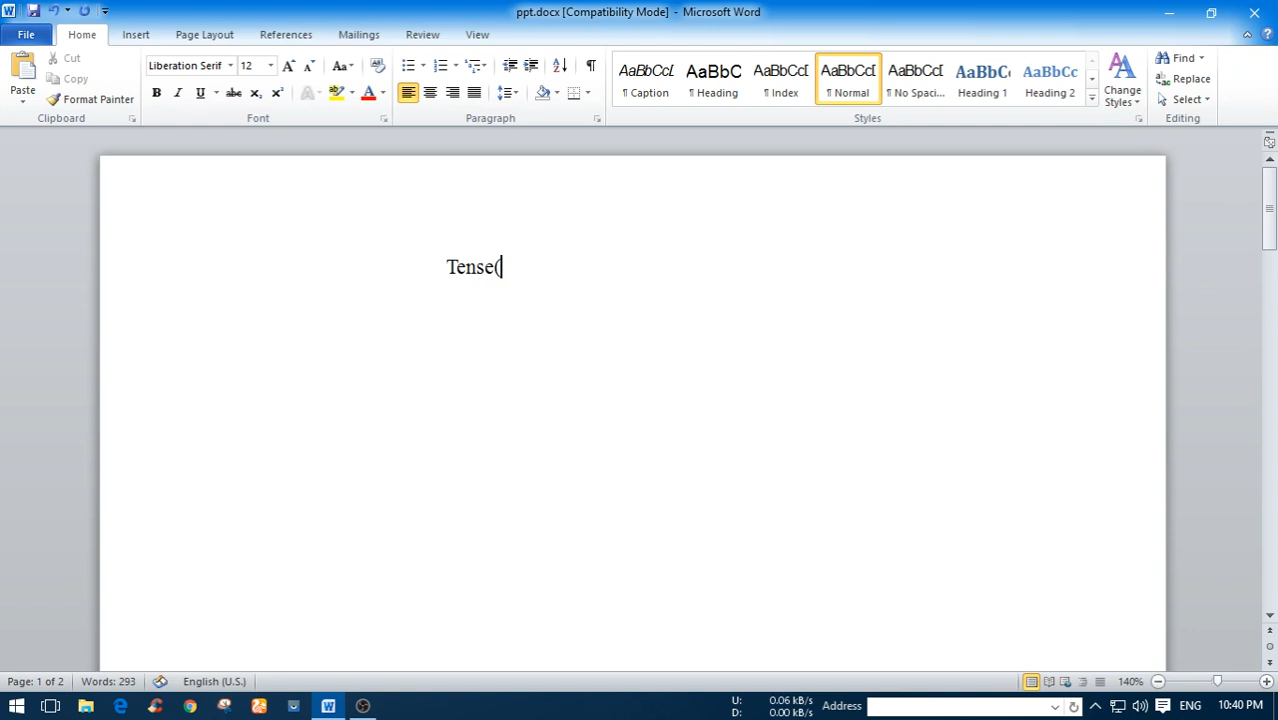 ppt.docx [Compatibility Mode] - Microsoft Word
File Home Insert Page Layout References Mailings Review View
Paste
Cut
Copy
Format Painter
Clipboard
Liberation Serif 12
Font
Paragraph
AaBbCcI AaBbC AaBbCcI AaBbCcI AaBbCcI AaBbC AaBbCc
¶ Caption ¶ Heading ¶ Index ¶ Normal ¶ No Spaci... Heading 1 Heading 2
Change
Styles
Styles
Find
Replace
Select
Editing
Tense(
Page: 1 of 2 Words: 293 English (U.S.) 140%
U: 0.06 kB/s
D: 0.00 kB/s
Address
ENG 10:40 PM